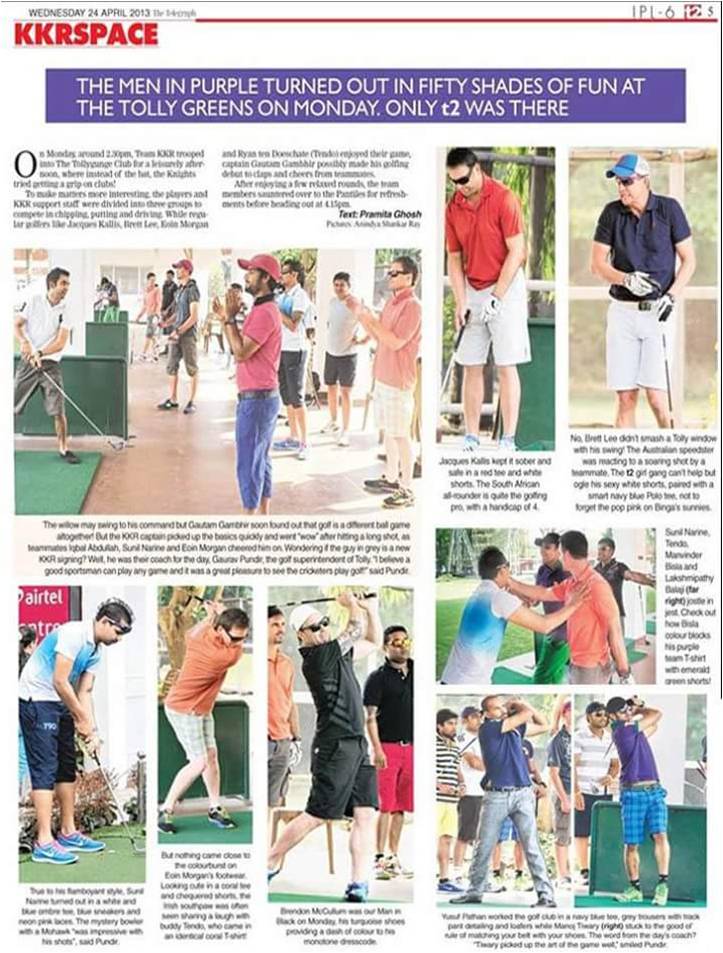 WEDNESDAY 24 APRIL 2013 The Telegraph
IPL-6 t2 5
KKRSPACE
THE MEN IN PURPLE TURNED OUT IN FIFTY SHADES OF FUN AT
THE TOLLY GREENS ON MONDAY. ONLY t2 WAS THERE
On Monday, around 2.30pm, Team KKR trooped
into The Tollygunge Club for a leisurely after-
noon, where instead of the bat, the Knights
tried getting a grip on clubs!
To make matters more interesting, the players and
KKR support staff were divided into three groups to
compete in chipping, putting and driving. While regu-
lar golfers like Jacques Kallis, Brett Lee, Eoin Morgan
and Ryan ten Doeschate (Tendo) enjoyed their game,
captain Gautam Gambhir possibly made his golfing
debut to claps and cheers from teammates.
After enjoying a few relaxed rounds, the team
members sauntered over to the Pantiles for refresh-
ments before heading out at 4.15pm.
Text: Pramita Ghosh
Pictures: Anindya Shankar Ray
The willow may swing to his command but Gautam Gambhir soon found out that golf is a different ball game
altogether! But the KKR captain picked up the basics quickly and went "wow" after hitting a long shot, as
teammates Iqbal Abdullah, Sunil Narine and Eoin Morgan cheered him on. Wondering if the guy in grey is a new
KKR signing? Well, he was their coach for the day, Gaurav Pundir, the golf superintendent of Tolly. "I believe a
good sportsman can play any game and it was a great pleasure to see the cricketers play golf!" said Pundir.
Jacques Kallis kept it sober and
safe in a red tee and white
shorts. The South African
all-rounder is quite the golfing
pro, with a handicap of 4.
No, Brett Lee didn't smash a Tolly window
with his swing! The Australian speedster
was reacting to a soaring shot by a
teammate. The t2 girl gang can't help but
ogle his sexy white shorts, paired with a
smart navy blue Polo tee, not to
forget the pop pink on Binga's sunnies.
Sunil Narine,
Tendo,
Manvinder
Bisla and
Lakshmipathy
Balaji (far
right) jostle in
jest. Check out
how Bisla
colour blocks
his purple
team T-shirt
with emerald
green shorts!
airtel
790
True to his flamboyant style, Sunil
Narine turned out in a white and
blue ombre tee, blue sneakers and
neon pink laces. The mystery bowler
with a Mohawk "was impressive with
his shots", said Pundir.
But nothing came close to
the colourburst on
Eoin Morgan's footwear.
Looking cute in a coral tee
and chequered shorts, the
Irish southpaw was often
seen sharing a laugh with
buddy Tendo, who came in
an identical coral T-shirt!
Brendon McCullum was our Man in
Black on Monday, his turquoise shoes
providing a dash of colour to his
monotone dresscode.
Yusuf Pathan worked the golf club in a navy blue tee, grey trousers with track
pant detailing and loafers while Manoj Tiwary (right) stuck to the good ol'
rule of matching your belt with your shoes. The word from the day's coach?
"Tiwary picked up the art of the game well," smiled Pundir.